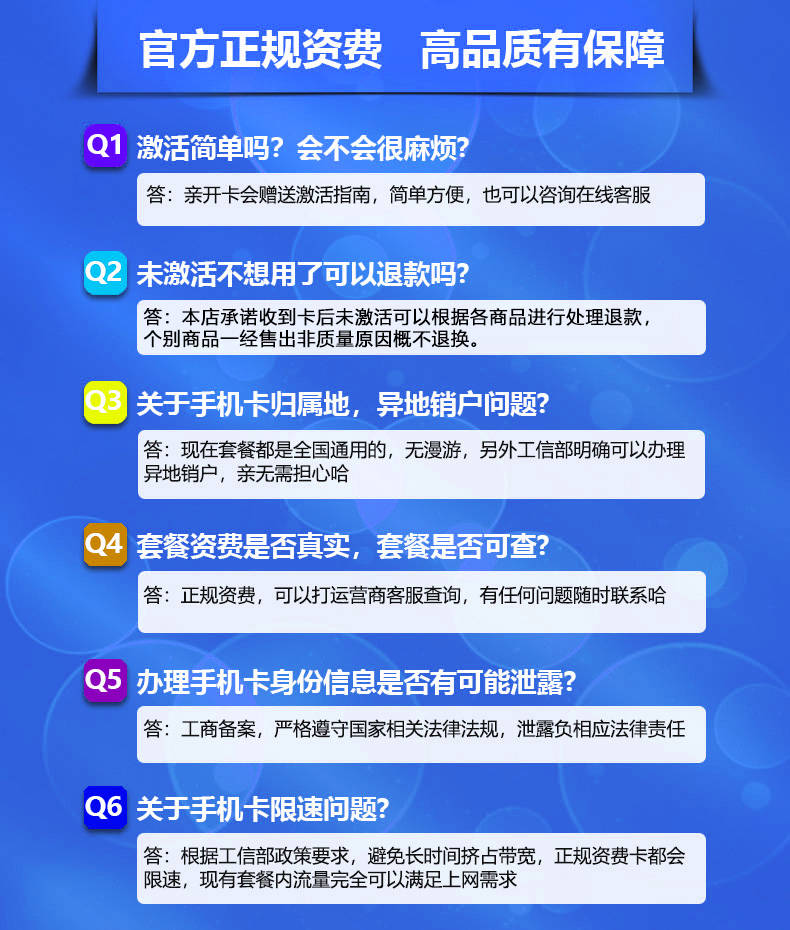 官方正规资费 高品质有保障
Q1 激活简单吗？会不会很麻烦?
答：亲开卡会赠送激活指南，简单方便，也可以咨询在线客服
Q2 未激活不想用了可以退款吗?
答：本店承诺收到卡后未激活可以根据各商品进行处理退款，
个别商品一经售出非质量原因概不退换。
Q3 关于手机卡归属地，异地销户问题?
答：现在套餐都是全国通用的，无漫游，另外工信部明确可以办理
异地销户，亲无需担心哈
Q4 套餐资费是否真实，套餐是否可查?
答：正规资费，可以打运营商客服查询，有任何问题随时联系哈
Q5 办理手机卡身份信息是否有可能泄露?
答：工商备案，严格遵守国家相关法律法规，泄露负相应法律责任
Q6 关于手机卡限速问题?
答：根据工信部政策要求，避免长时间挤占带宽，正规资费卡都会
限速，现有套餐内流量完全可以满足上网需求